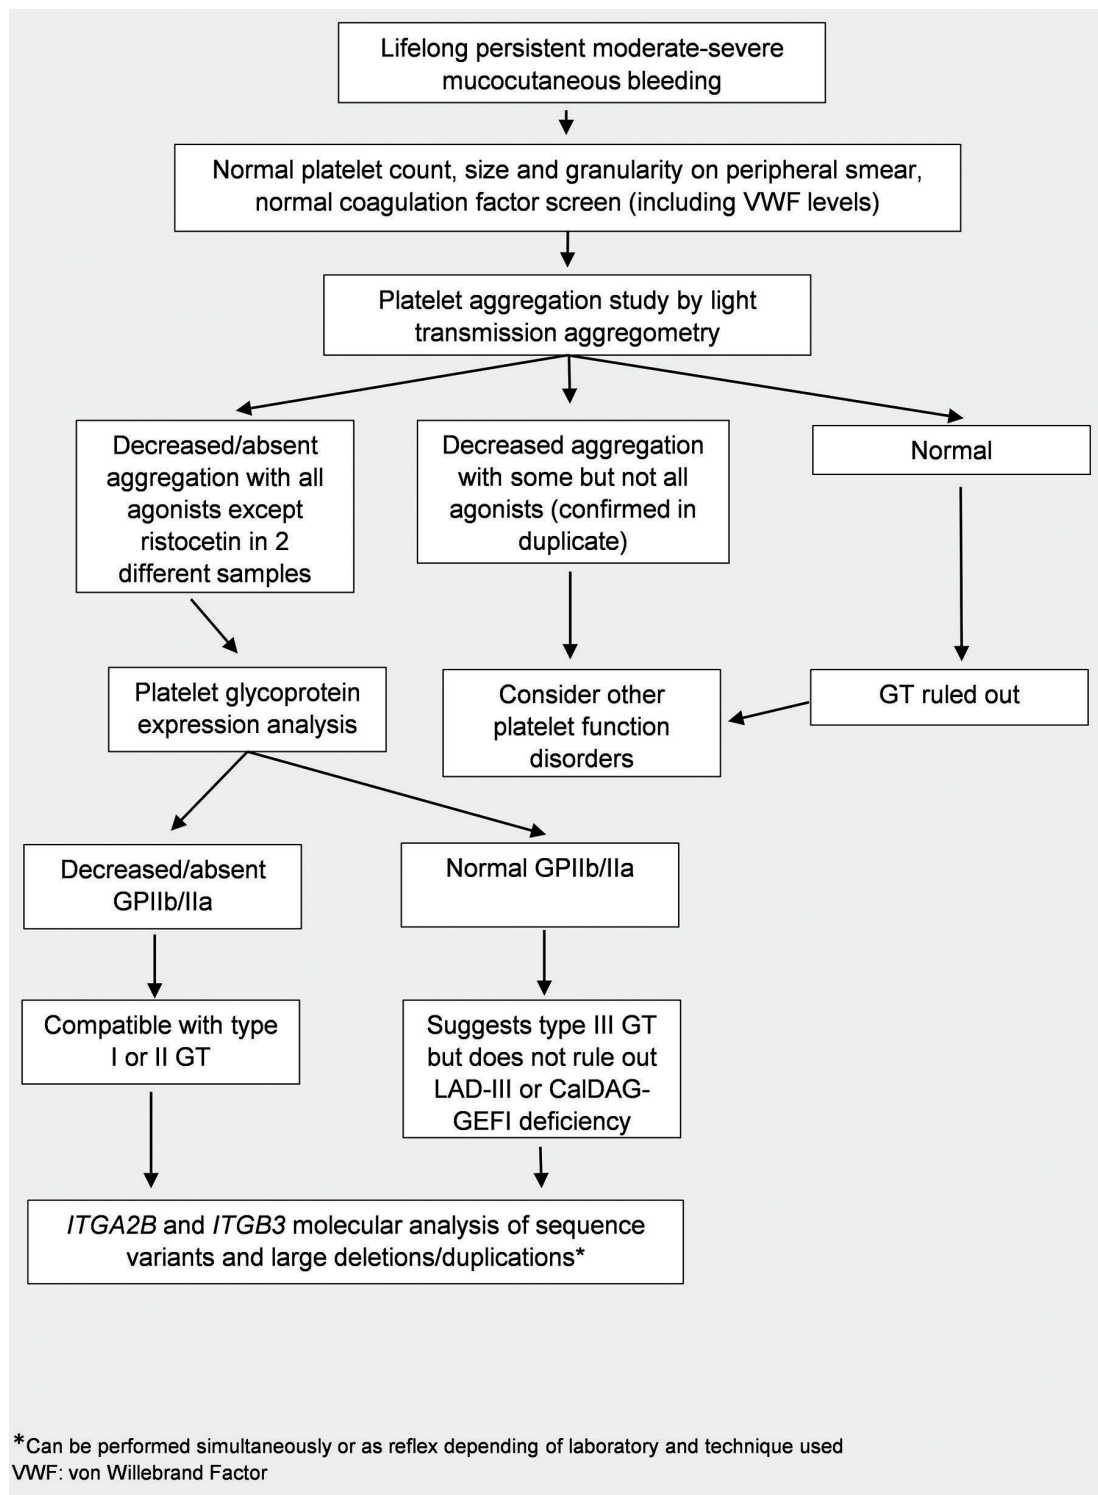 Lifelong persistent moderate-severe
mucocutaneous bleeding
Normal platelet count, size and granularity on peripheral smear,
normal coagulation factor screen (including VWF levels)
Platelet aggregation study by light
transmission aggregometry
Decreased/absent
aggregation with all
agonists except
ristocetin in 2
different samples
Decreased aggregation
with some but not all
agonists (confirmed in
duplicate)
Normal
Platelet glycoprotein
expression analysis
Consider other
platelet function
disorders
GT ruled out
Decreased/absent
GPIIb/IIa
Normal GPIIb/IIa
Compatible with type
I or II GT
Suggests type III GT
but does not rule out
LAD-III or CalDAG-
GEFI deficiency
ITGA2B and ITGB3 molecular analysis of sequence
variants and large deletions/duplications*
*Can be performed simultaneously or as reflex depending of laboratory and technique used
VWF: von Willebrand Factor